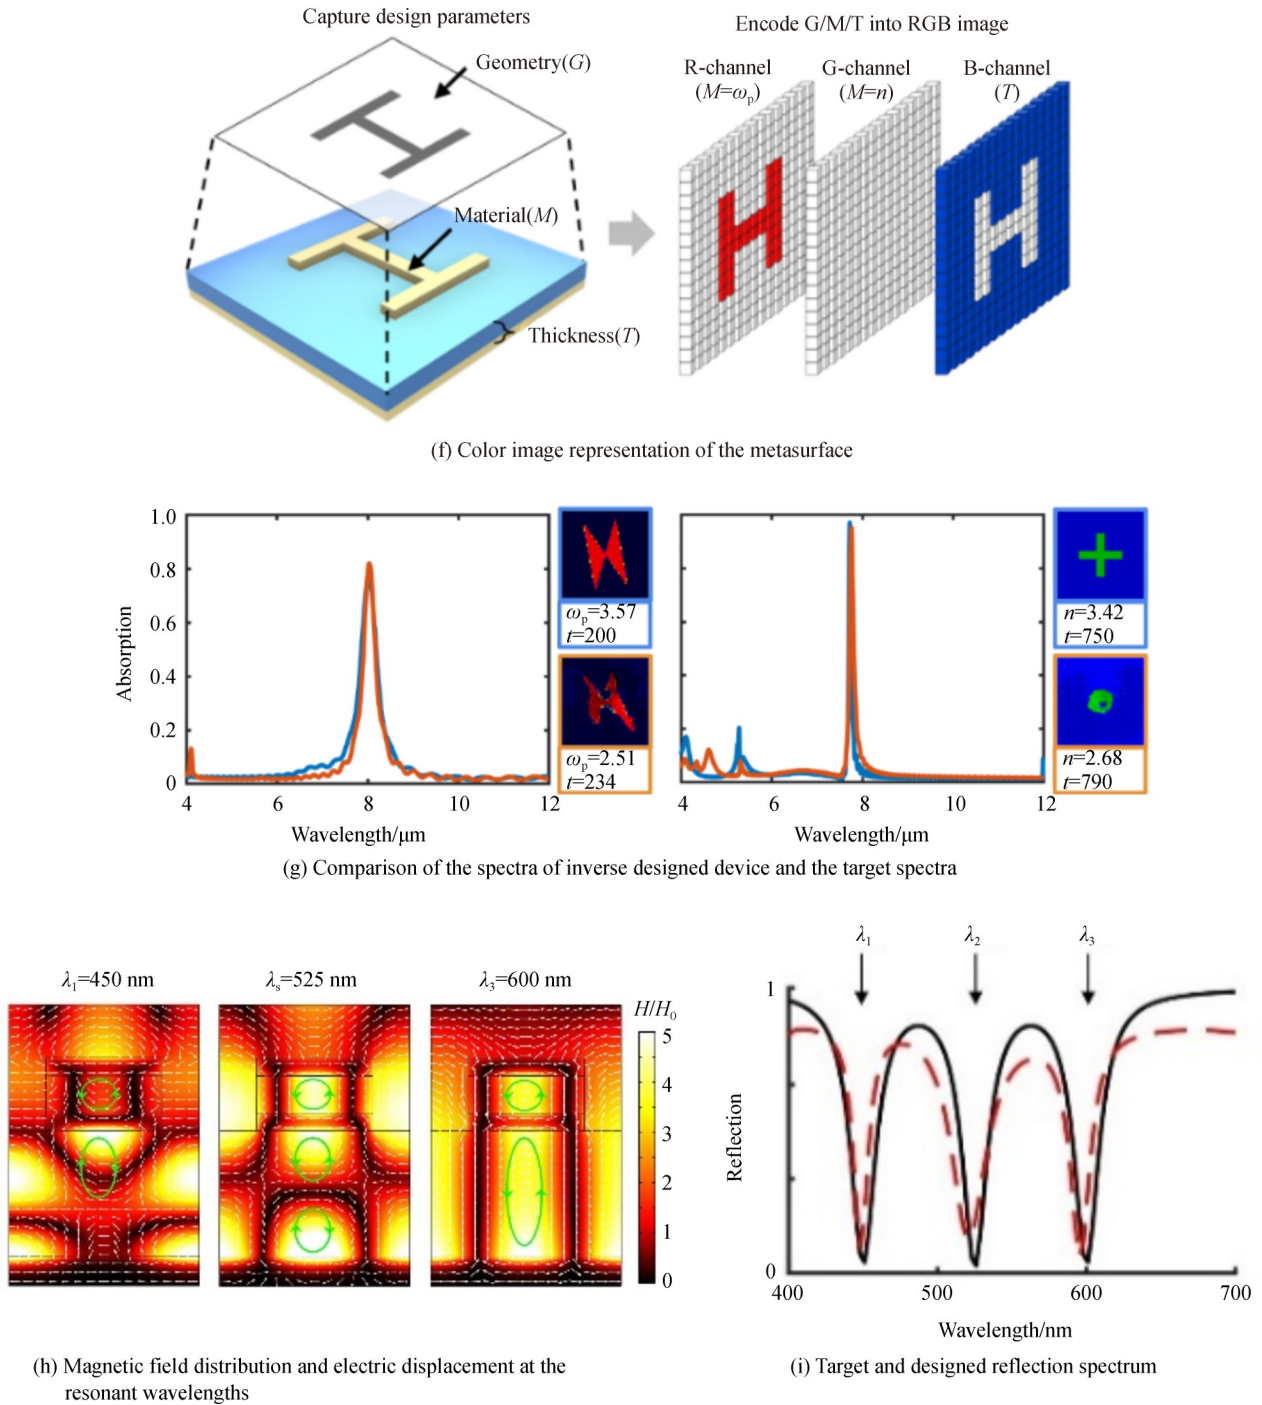 Capture design parameters
Geometry(G)
Material(M)
Thickness(T)
Encode G/M/T into RGB image
R-channel
(M=ωp)
G-channel
(M=n)
B-channel
(T)
(f) Color image representation of the metasurface
Absorption
1.0
0.8
0.6
0.4
0.2
0
4
6
8
10
12
Wavelength/μm
ωp=3.57
t=200
ωp=2.51
t=234
4
6
8
10
12
Wavelength/μm
n=3.42
t=750
n=2.68
t=790
(g) Comparison of the spectra of inverse designed device and the target spectra
λ1=450 nm
λs=525 nm
λ3=600 nm
H/H0
5
4
3
2
1
0
(h) Magnetic field distribution and electric displacement at the
resonant wavelengths
λ1
λ2
λ3
Reflection
1
0
400
500
600
700
Wavelength/nm
(i) Target and designed reflection spectrum